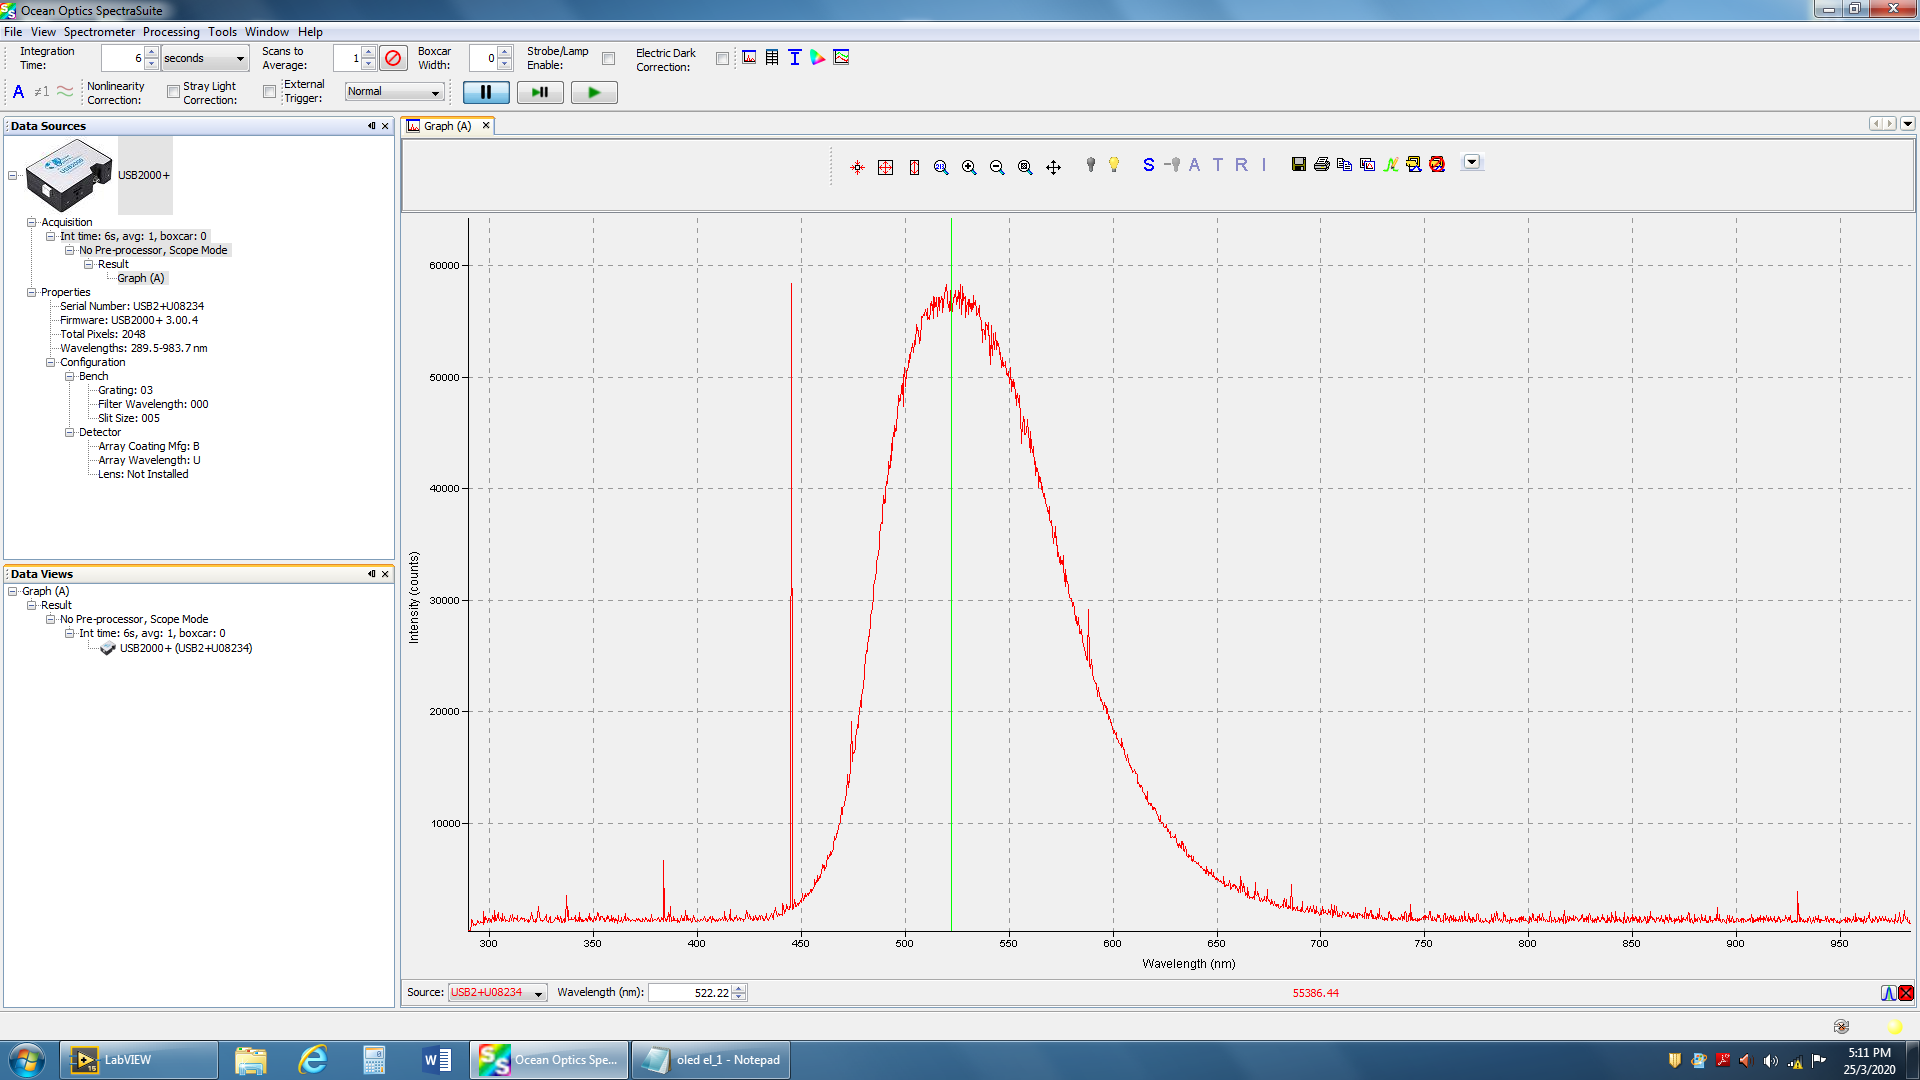 Ocean Optics SpectraSuite
File View Spectrometer Processing Tools Window Help
Integration Time: 6 seconds Scans to Average: 1 Boxcar Width: 0 Strobe/Lamp Enable: Electric Dark Correction:
A ≠1 Nonlinearity Correction: Stray Light Correction: External Trigger: Normal
Data Sources
USB2000+
Acquisition
Int time: 6s, avg: 1, boxcar: 0
No Pre-processor, Scope Mode
Result
Graph (A)
Properties
Serial Number: USB2+U08234
Firmware: USB2000+ 3.00.4
Total Pixels: 2048
Wavelengths: 289.5-983.7 nm
Configuration
Bench
Grating: 03
Filter Wavelength: 000
Slit Size: 005
Detector
Array Coating Mfg: B
Array Wavelength: U
Lens: Not Installed
Data Views
Graph (A)
Result
No Pre-processor, Scope Mode
Int time: 6s, avg: 1, boxcar: 0
USB2000+ (USB2+U08234)
Graph (A)
S A T R I
60000
50000
40000
30000
20000
10000
Intensity (counts)
300 350 400 450 500 550 600 650 700 750 800 850 900 950
Wavelength (nm)
Source: USB2+U08234 Wavelength (nm): 522.22 55386.44
LabVIEW
Ocean Optics Spe...
oled el_1 - Notepad
5:11 PM
25/3/2020